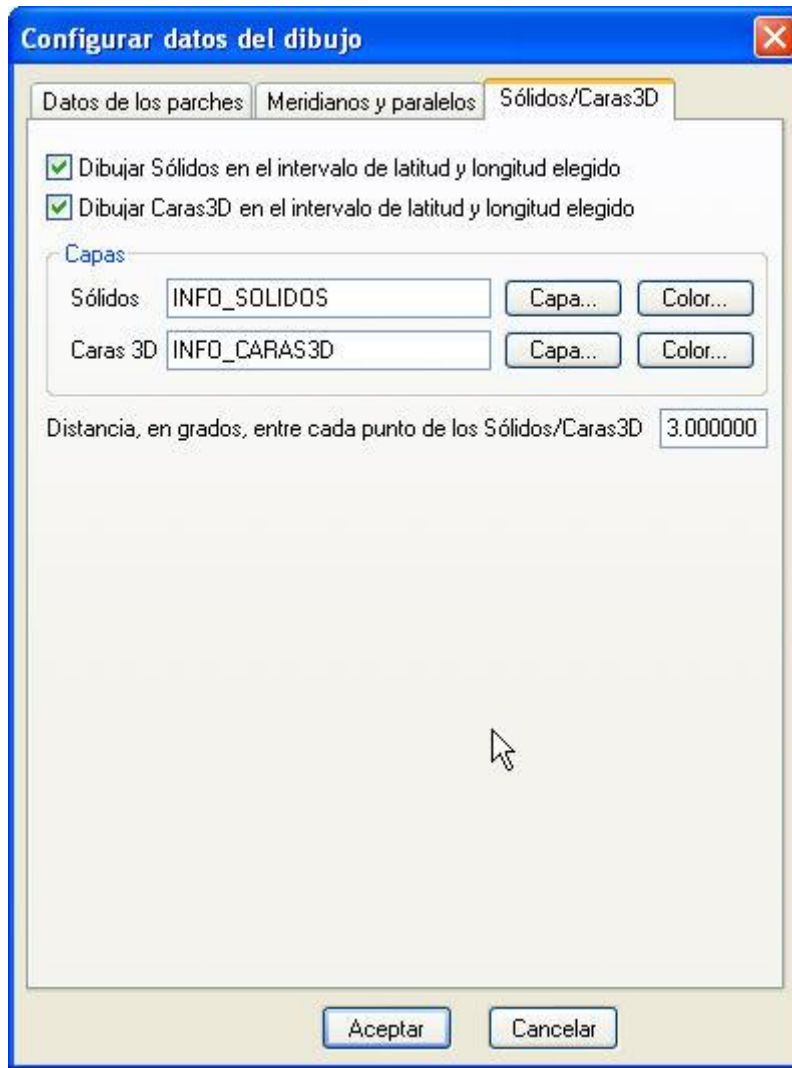 Configurar datos del dibujo
Datos de los parches Meridianos y paralelos Sólidos/Caras3D
Dibujar Sólidos en el intervalo de latitud y longitud elegido
Dibujar Caras3D en el intervalo de latitud y longitud elegido
Capas
Sólidos INFO_SOLIDOS Capa... Color...
Caras 3D INFO_CARAS3D Capa... Color...
Distancia, en grados, entre cada punto de los Sólidos/Caras3D 3.000000
Aceptar Cancelar